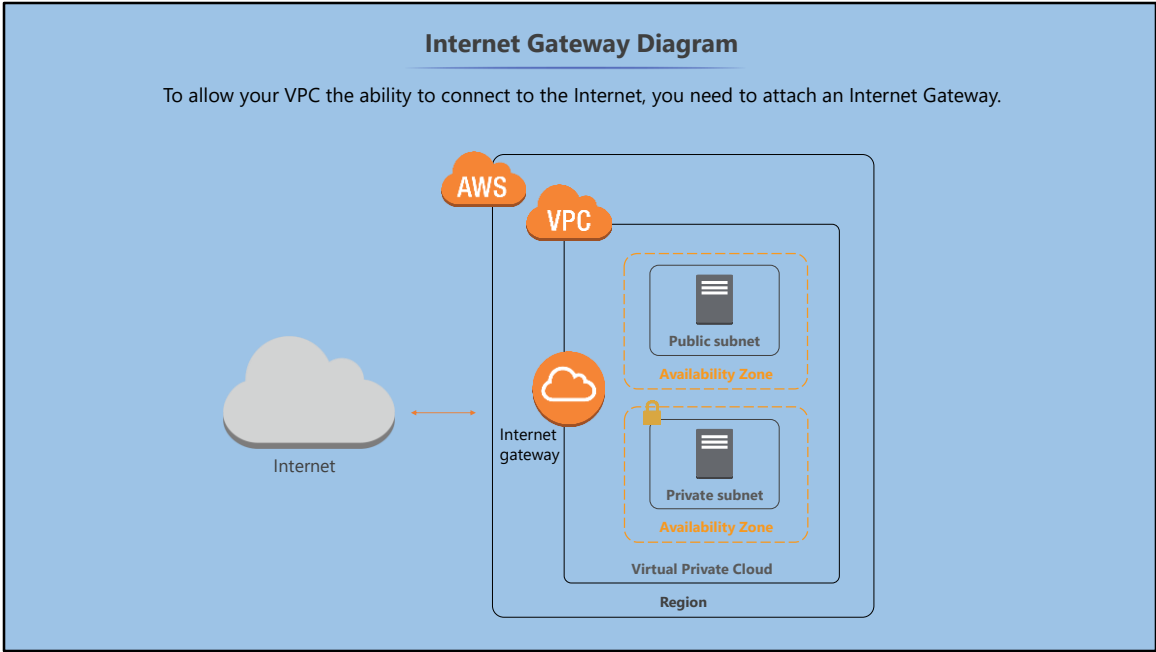 Internet Gateway Diagram
To allow your VPC the ability to connect to the Internet, you need to attach an Internet Gateway.
AWS
VPC
Public subnet
Availability Zone
Internet
gateway
Internet
Private subnet
Availability Zone
Virtual Private Cloud
Region